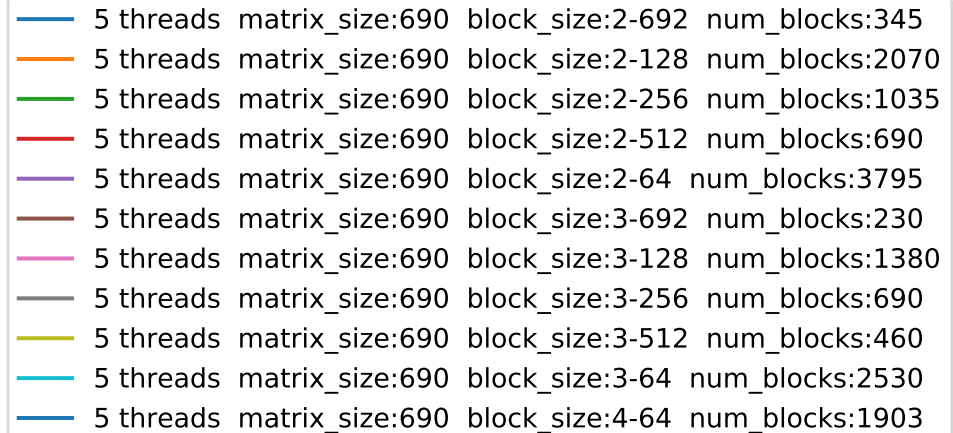 5 threads  matrix_size:690  block_size:2-692  num_blocks:345
5 threads  matrix_size:690  block_size:2-128  num_blocks:2070
5 threads  matrix_size:690  block_size:2-256  num_blocks:1035
5 threads  matrix_size:690  block_size:2-512  num_blocks:690
5 threads  matrix_size:690  block_size:2-64  num_blocks:3795
5 threads  matrix_size:690  block_size:3-692  num_blocks:230
5 threads  matrix_size:690  block_size:3-128  num_blocks:1380
5 threads  matrix_size:690  block_size:3-256  num_blocks:690
5 threads  matrix_size:690  block_size:3-512  num_blocks:460
5 threads  matrix_size:690  block_size:3-64  num_blocks:2530
5 threads  matrix_size:690  block_size:4-64  num_blocks:1903